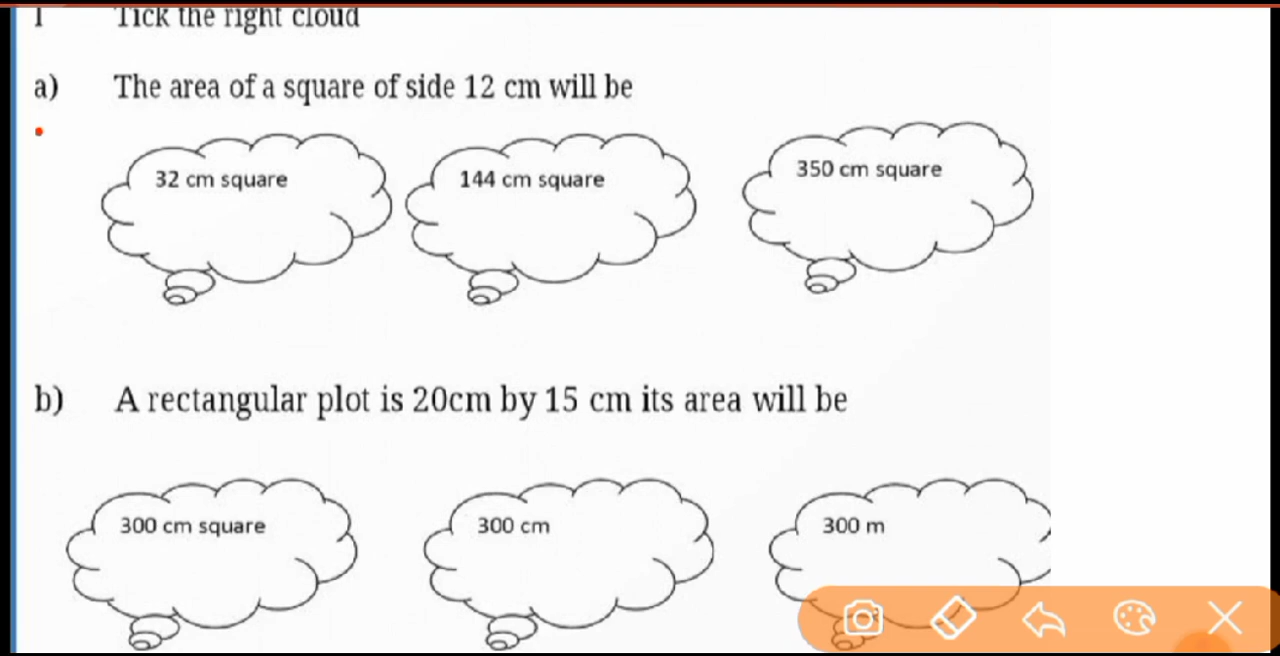 1 Tick the right cloud
a) The area of a square of side 12 cm will be
32 cm square 144 cm square 350 cm square
b) A rectangular plot is 20cm by 15 cm its area will be
300 cm square 300 cm 300 m